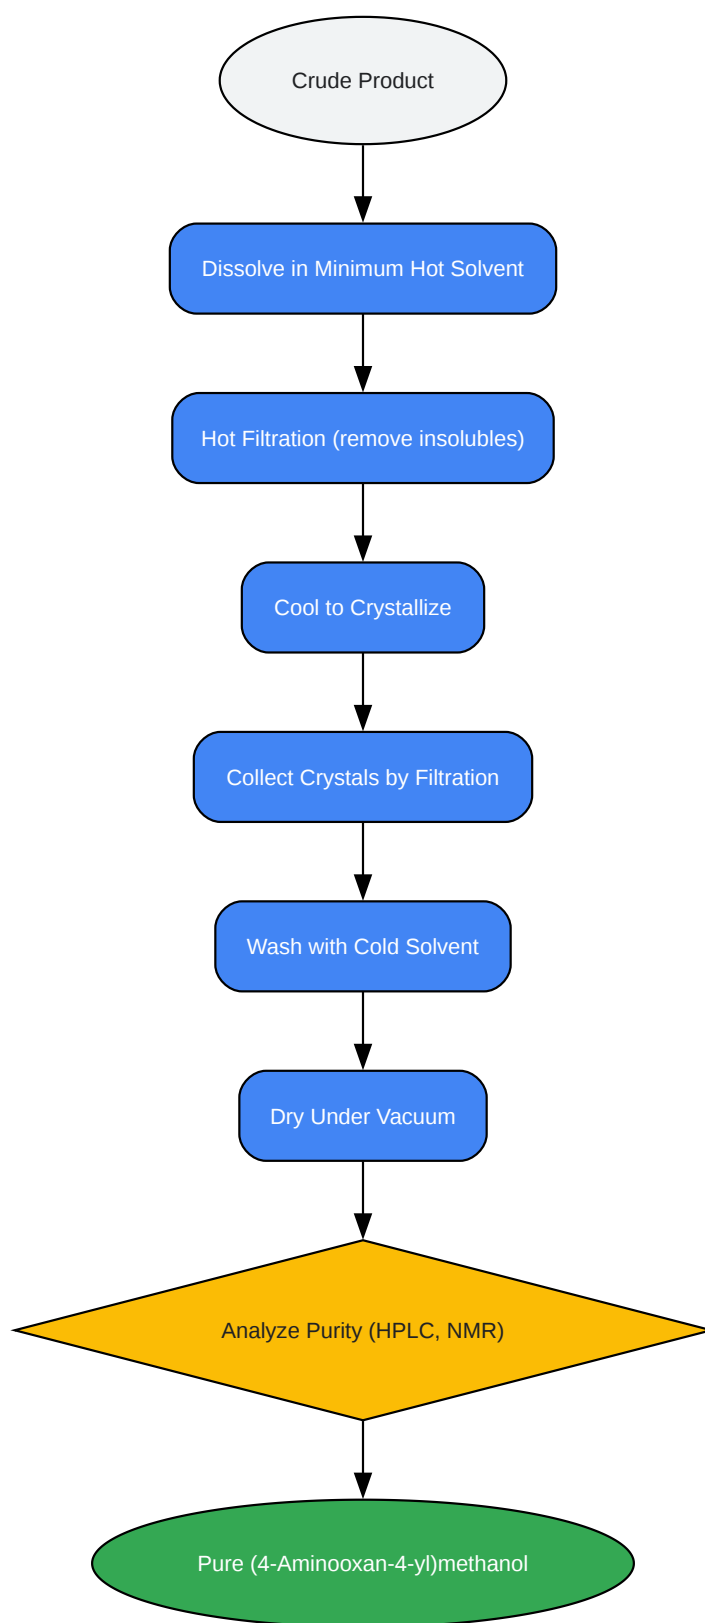 Crude Product
Dissolve in Minimum Hot Solvent
Hot Filtration (remove insolubles)
Cool to Crystallize
Collect Crystals by Filtration
Wash with Cold Solvent
Dry Under Vacuum
Analyze Purity (HPLC, NMR)
Pure (4-Aminooxan-4-yl)methanol